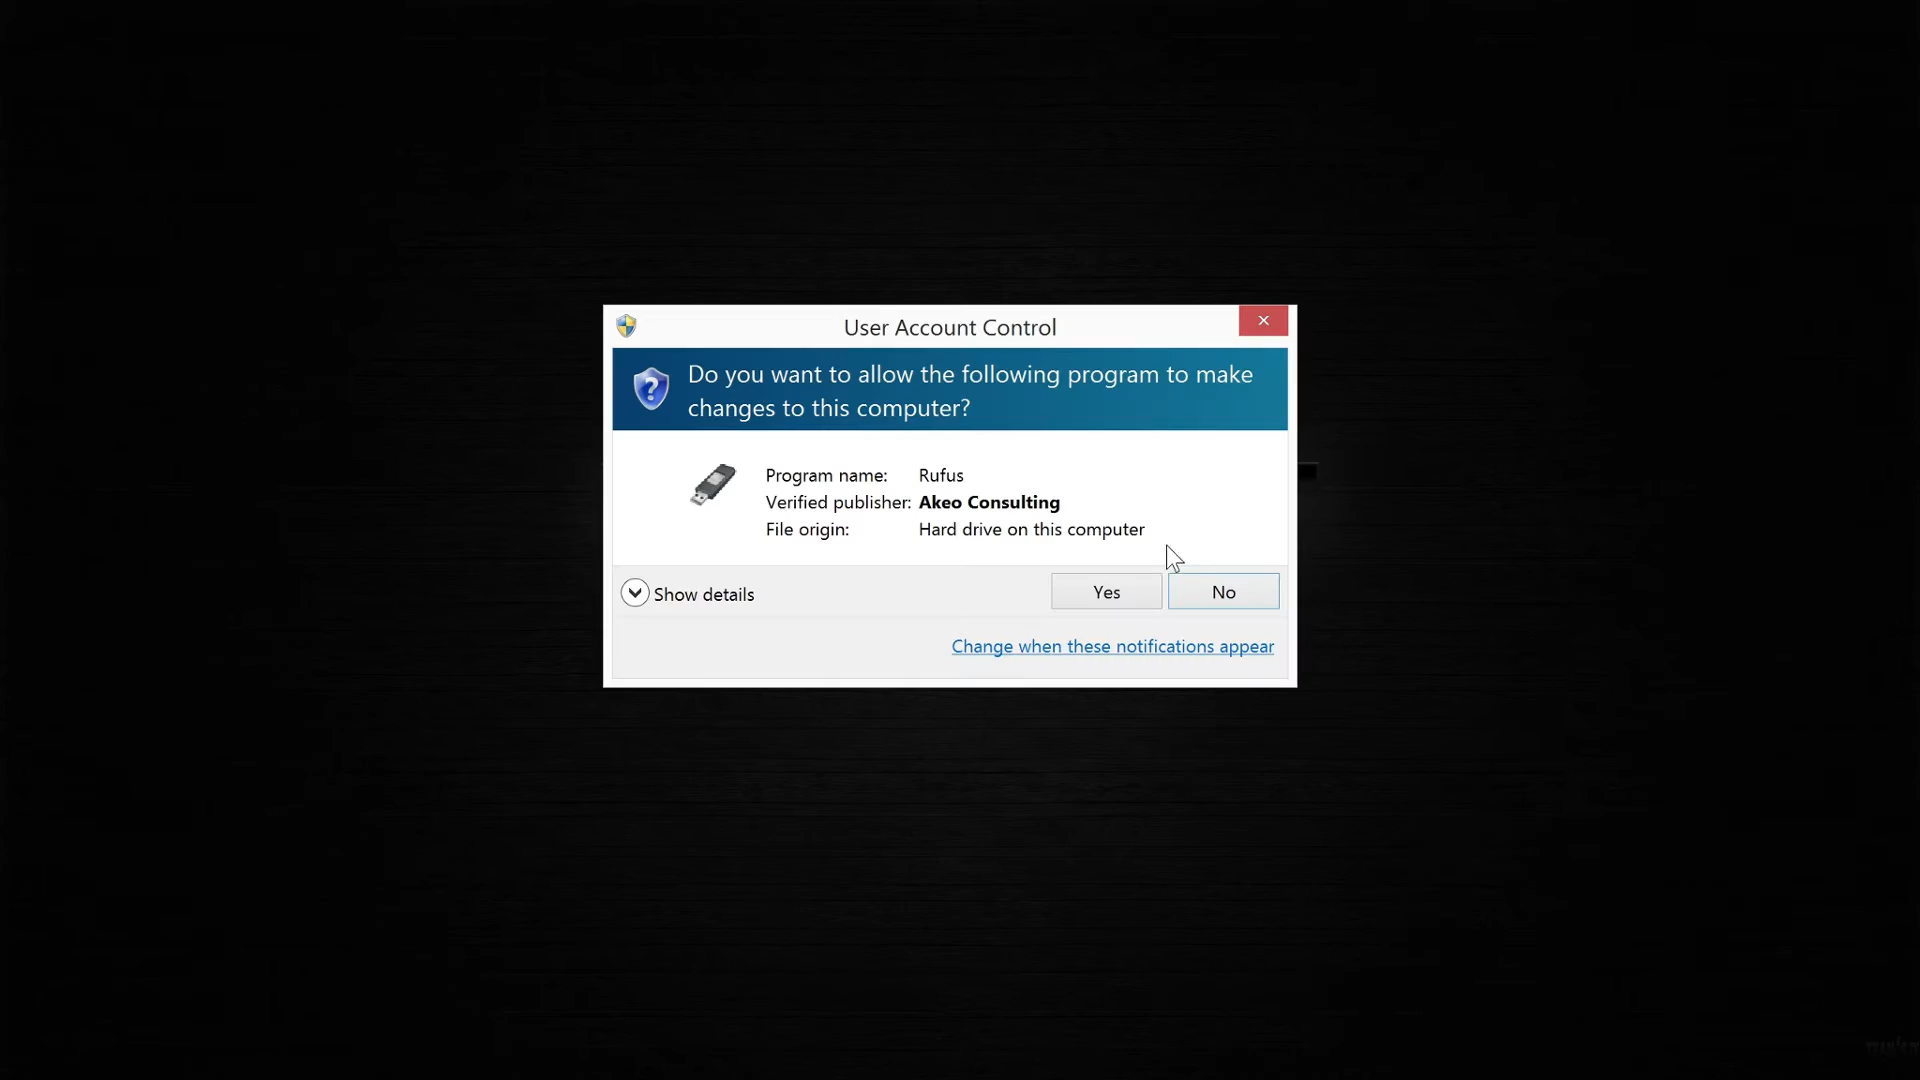 User Account Control
Do you want to allow the following program to make
changes to this computer?
Program name: Rufus
Verified publisher: Akeo Consulting
File origin: Hard drive on this computer
Show details
Yes
No
Change when these notifications appear